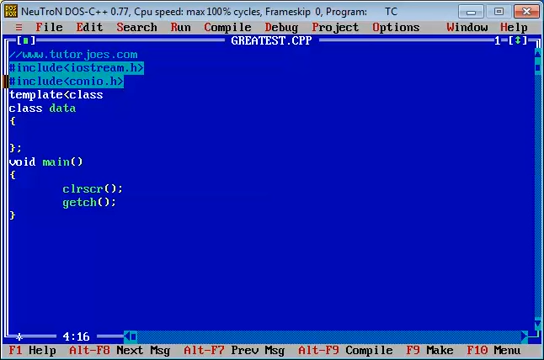 NeuTroN DOS-C++ 0.77, Cpu speed: max 100% cycles, Frameskip 0, Program: TC
≡ File Edit Search Run Compile Debug Project Options Window Help
[■] GREATEST.CPP 1=[↕]
//www.tutorjoes.com
#include<iostream.h>
#include<conio.h>
template<class
class data
{
};
void main()
{
clrscr();
getch();
}
* 4:16
F1 Help Alt-F8 Next Msg Alt-F7 Prev Msg Alt-F9 Compile F9 Make F10 Menu